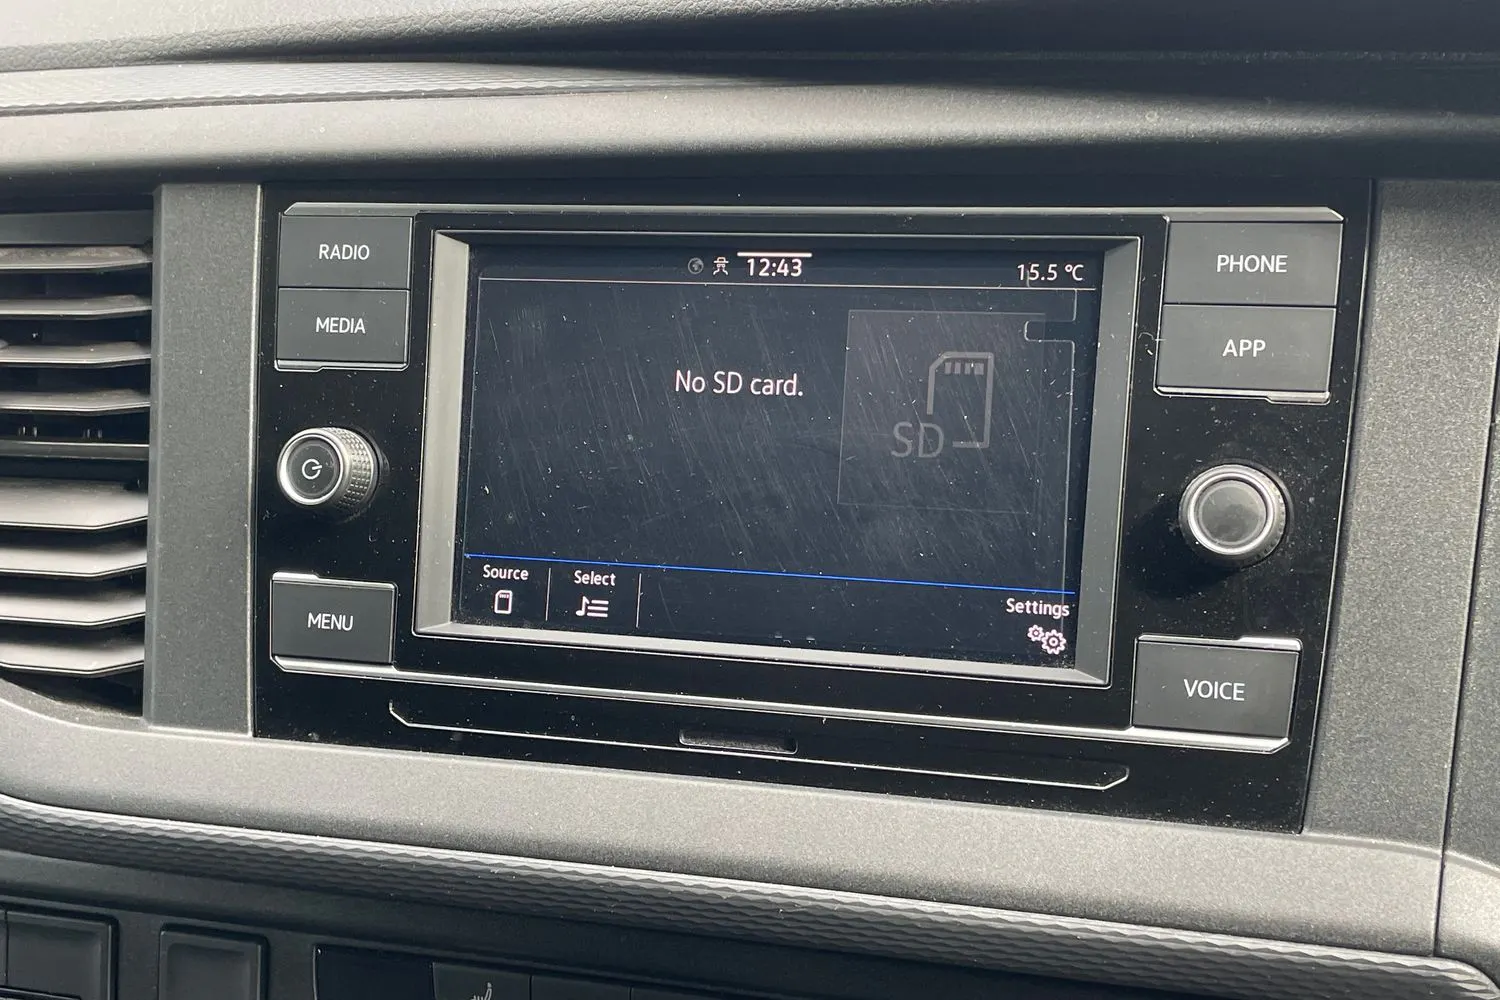 RADIO
MEDIA
MENU
12:43
15.5 °C
No SD card.
SD
Source
Select
Settings
PHONE
APP
VOICE